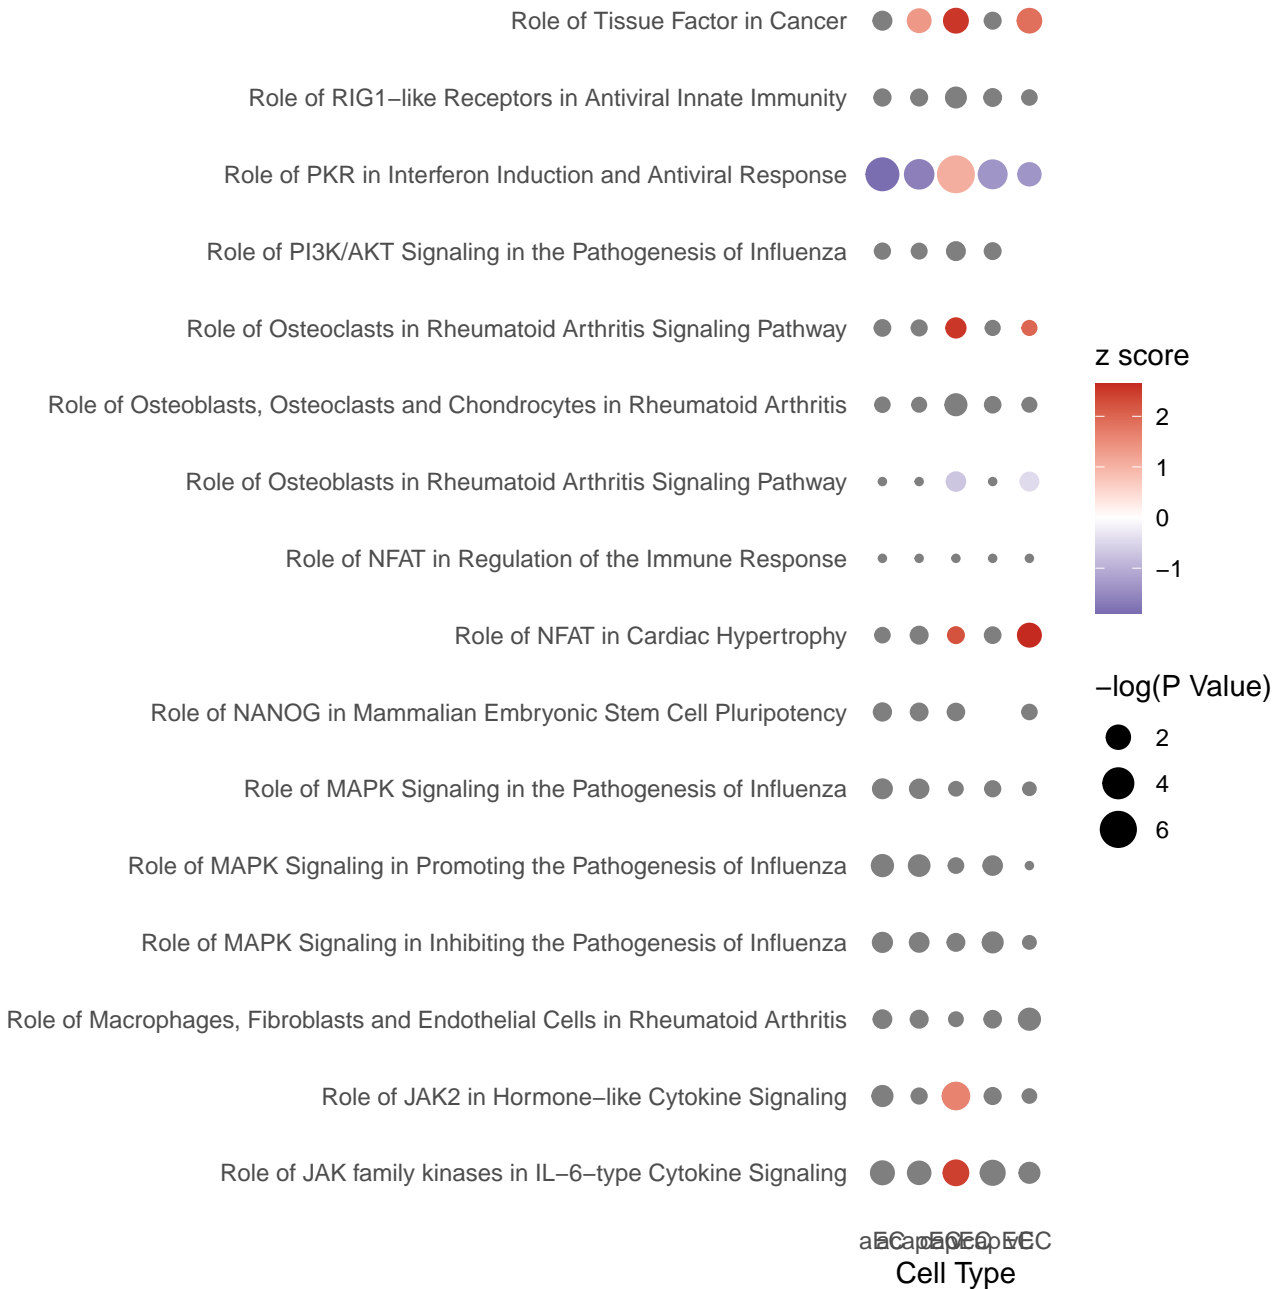 Role of Tissue Factor in Cancer
Role of RIG1−like Receptors in Antiviral Innate Immunity
Role of PKR in Interferon Induction and Antiviral Response
Role of PI3K/AKT Signaling in the Pathogenesis of Influenza
Role of Osteoclasts in Rheumatoid Arthritis Signaling Pathway
Role of Osteoblasts, Osteoclasts and Chondrocytes in Rheumatoid Arthritis
Role of Osteoblasts in Rheumatoid Arthritis Signaling Pathway
Role of NFAT in Regulation of the Immune Response
Role of NFAT in Cardiac Hypertrophy
Role of NANOG in Mammalian Embryonic Stem Cell Pluripotency
Role of MAPK Signaling in the Pathogenesis of Influenza
Role of MAPK Signaling in Promoting the Pathogenesis of Influenza
Role of MAPK Signaling in Inhibiting the Pathogenesis of Influenza
Role of Macrophages, Fibroblasts and Endothelial Cells in Rheumatoid Arthritis
Role of JAK2 in Hormone−like Cytokine Signaling
Role of JAK family kinases in IL−6−type Cytokine Signaling
Cell Type
z score
2
1
0
−1
−log(P Value)
2
4
6